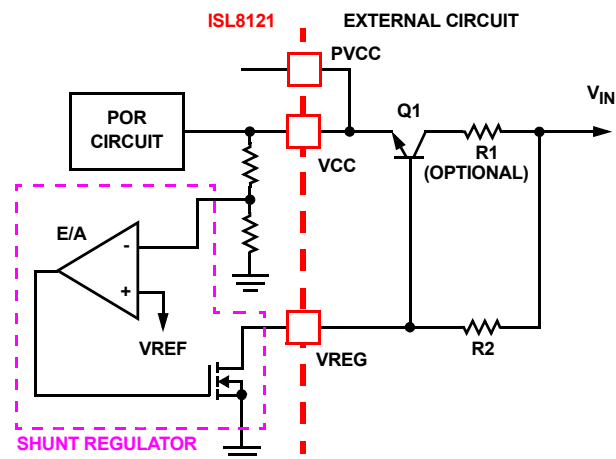 ISL8121
EXTERNAL CIRCUIT
PVCC
Q1
VIN
POR
CIRCUIT
VCC
R1
(OPTIONAL)
E/A
-
+
VREF
VREG
R2
SHUNT REGULATOR